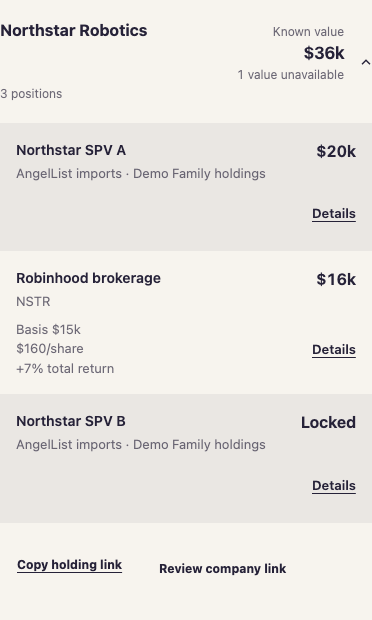 Northstar Robotics
Known value
$36k
1 value unavailable
3 positions
Northstar SPV A
$20k
AngelList imports · Demo Family holdings
Details
Robinhood brokerage
$16k
NSTR
Basis $15k
$160/share
Details
+7% total return
Northstar SPV B
Locked
AngelList imports · Demo Family holdings
Details
Copy holding link
Review company link